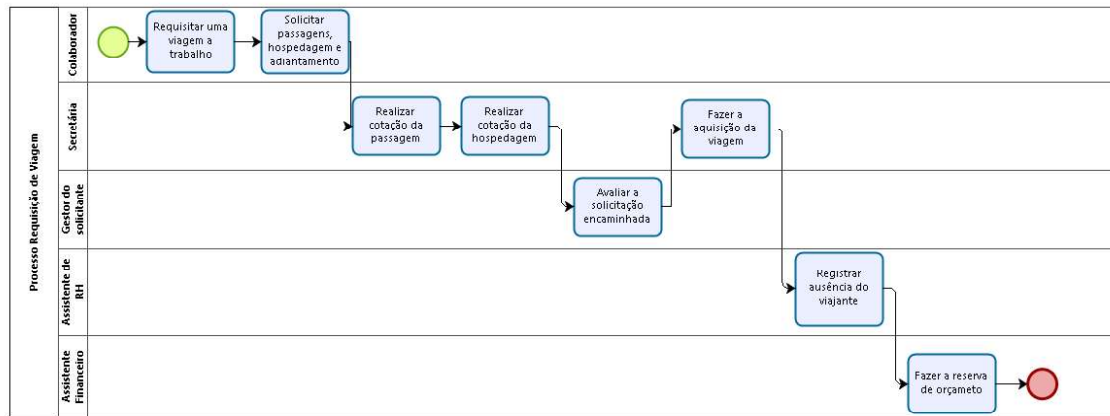 Processo Requisição de Viagem
Colaborador
Requisitar uma
viagem a
trabalho
Solicitar
passagens,
hospedagem e
adiantamento
Secretária
Realizar
cotação da
passagem
Realizar
cotação da
hospedagem
Fazer a
aquisição da
viagem
Gestor do
solicitante
Avaliar a
solicitação
encaminhada
Assistente de
RH
Registrar
ausência do
viajante
Assistente
Financeiro
Fazer a reserva
de orçameto